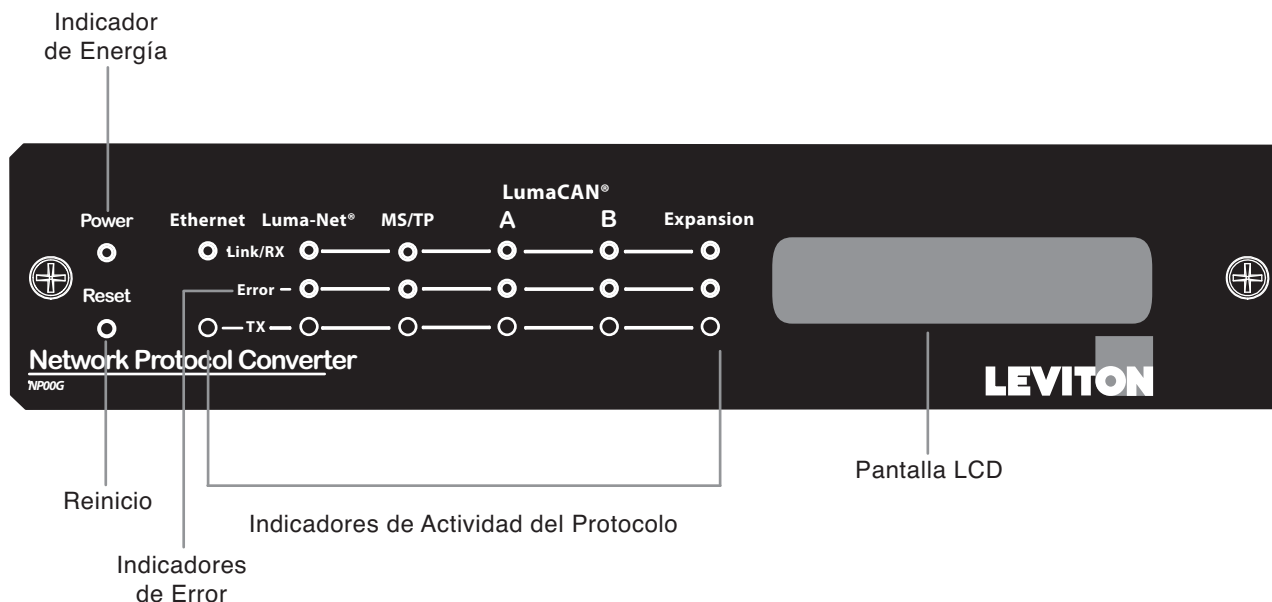 Indicador
de Energía
LumaCAN®
Power Ethernet Luma-Net® MS/TP A B Expansion
Link/RX
Reset Error
TX
Network Protocol Converter
NP00G
LEVITON
Pantalla LCD
Reinicio
Indicadores de Actividad del Protocolo
Indicadores
de Error